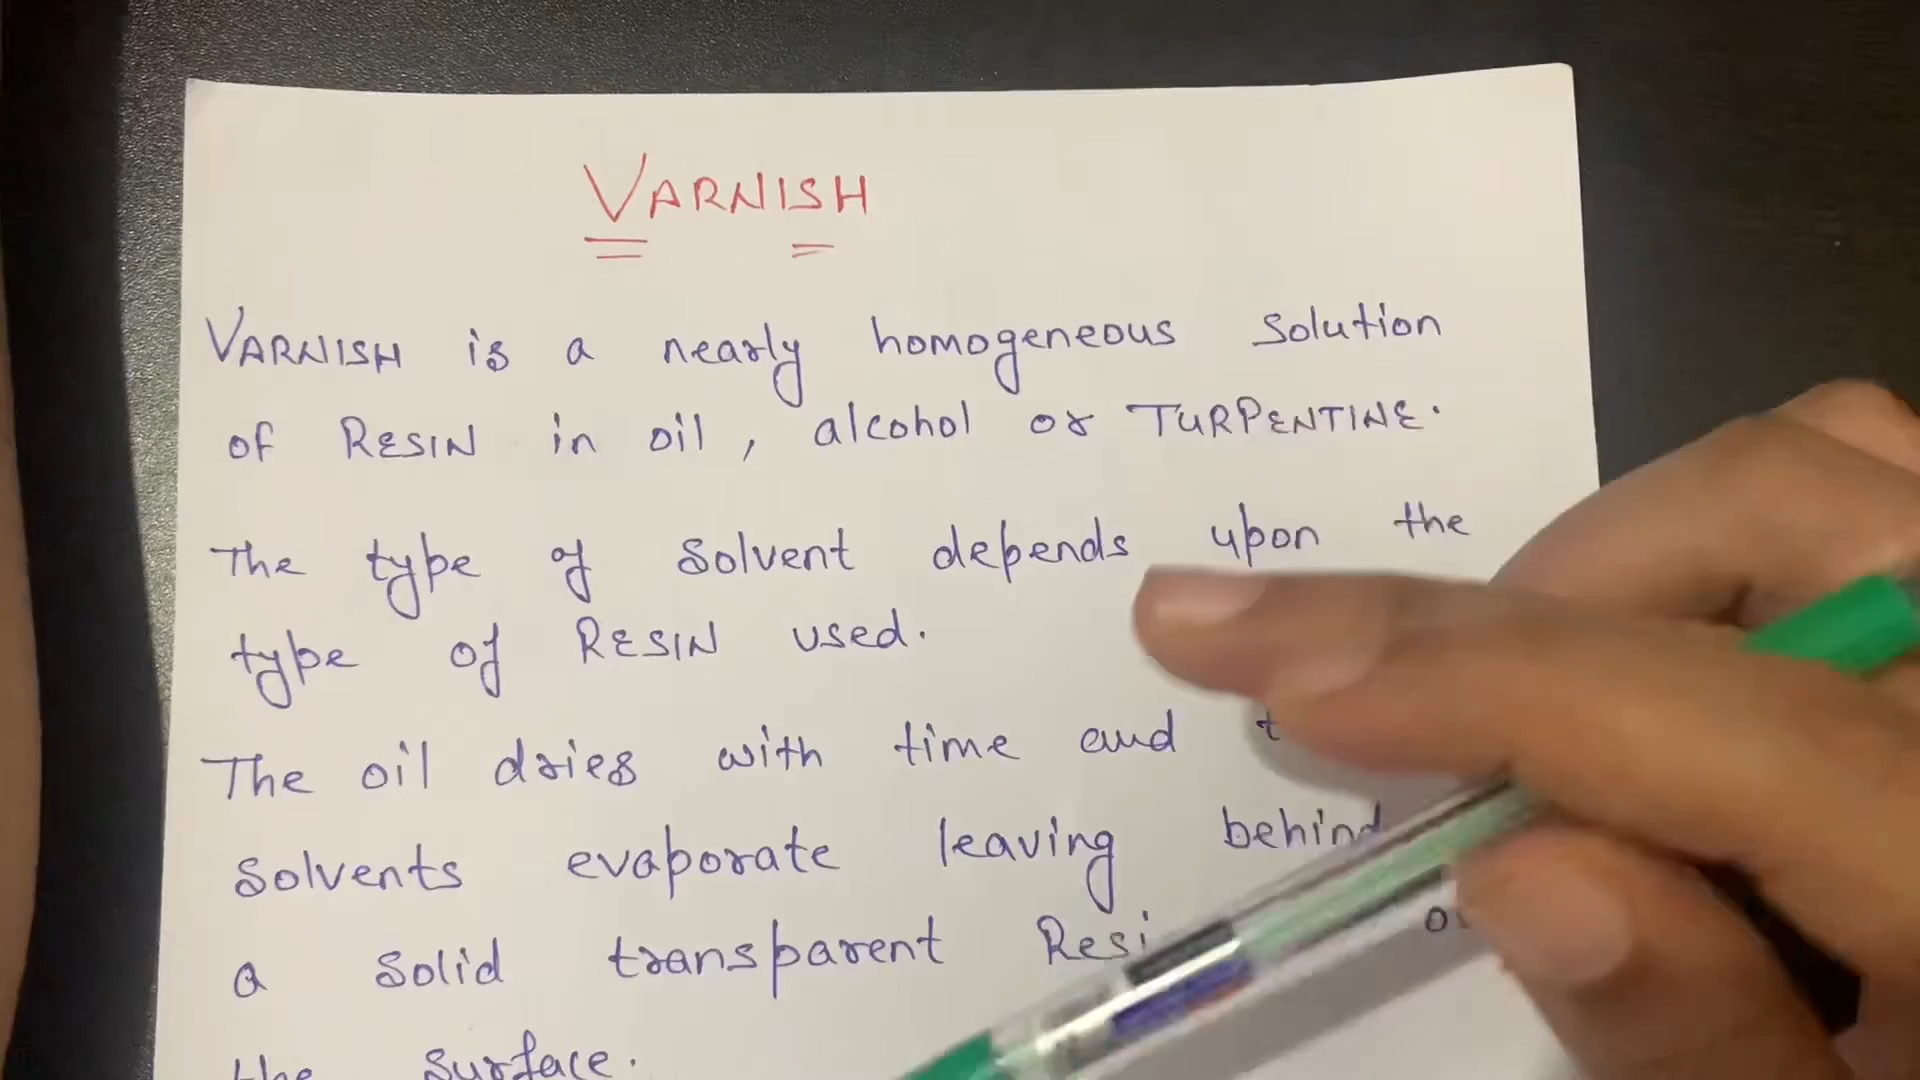 VARNISH
VARNISH is a nearly homogeneous Solution
of RESIN in oil, alcohol or TURPENTINE.
The type of Solvent depends upon the
type of RESIN used.
The oil dries with time and
Solvents evaporate leaving behind
a Solid transparent
the surface.